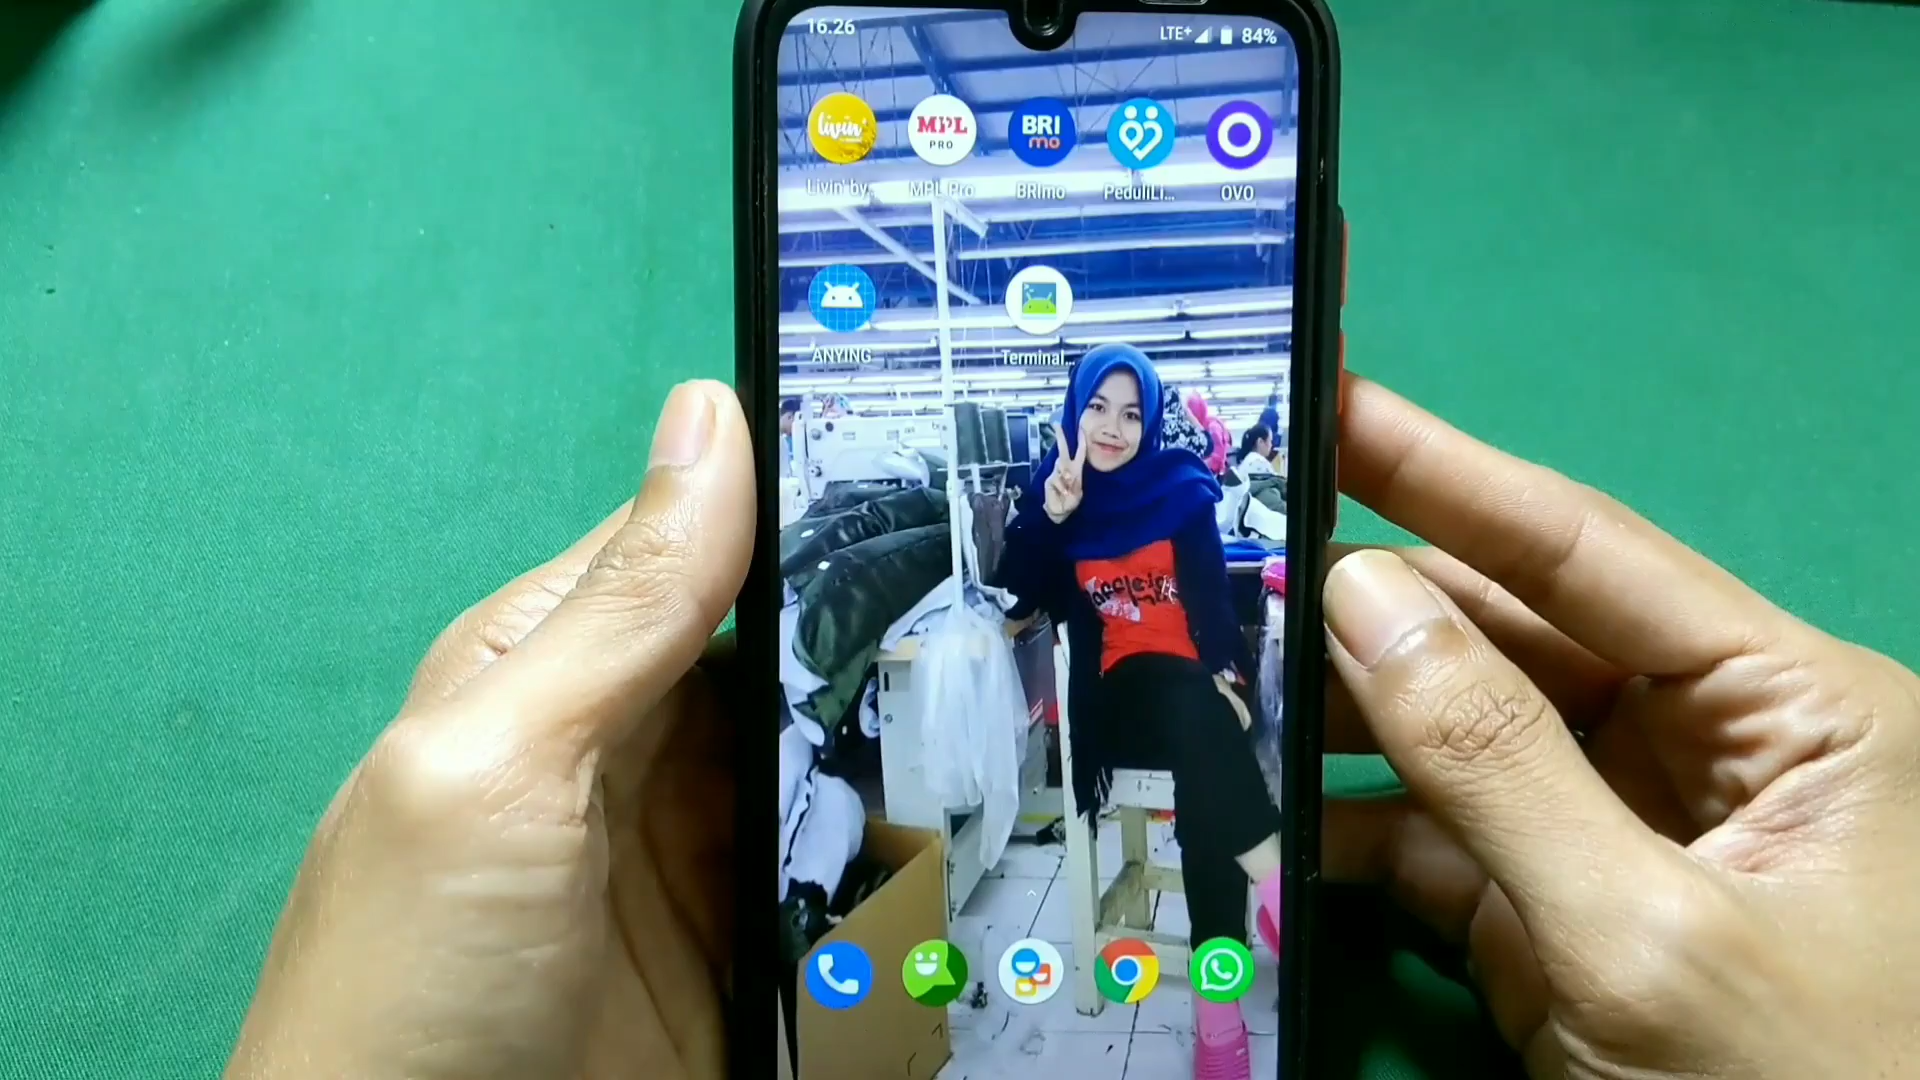 16.26 LTE+ 84%
livin' MPL PRO BRI mo
Livin' by... MPL Pro BRImo PeduliLi... OVO
ANYING Terminal...